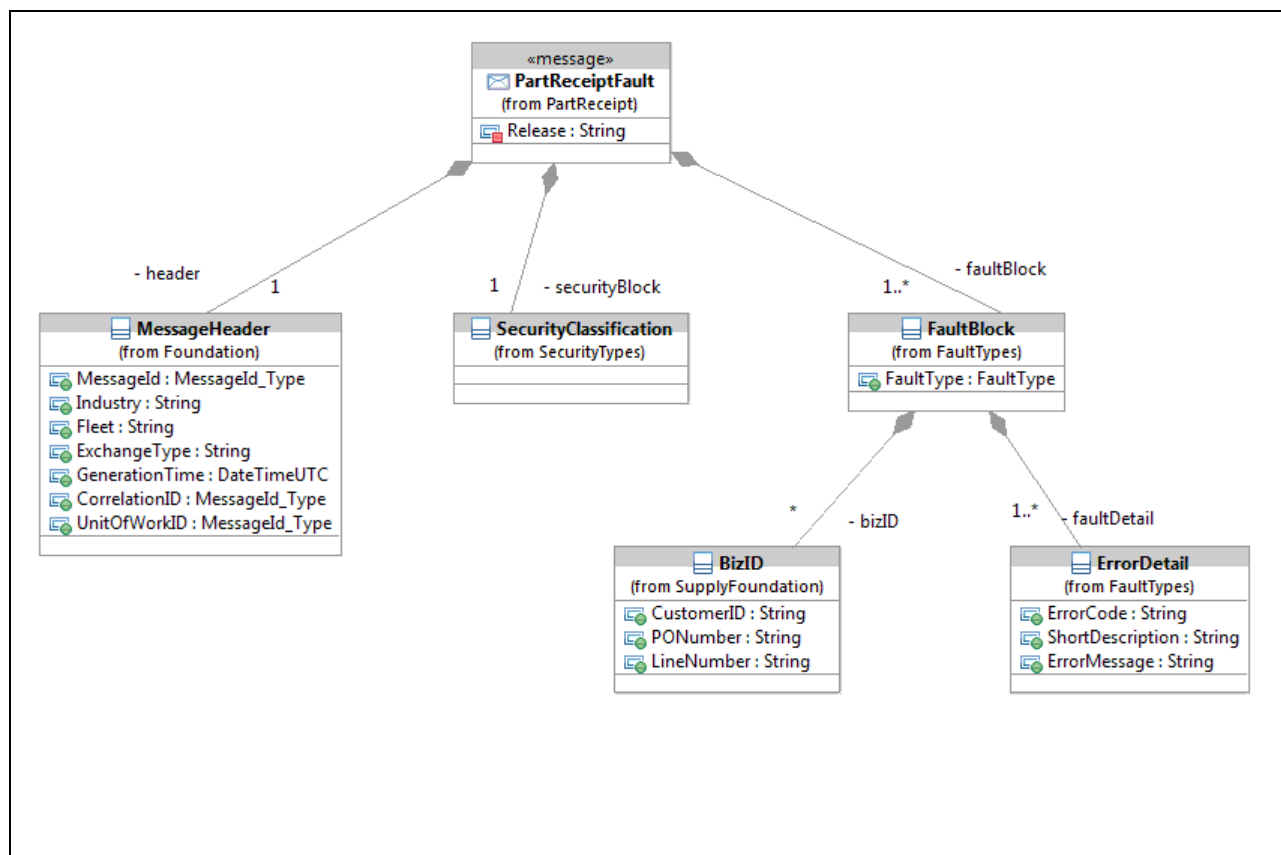 «message»
PartReceiptFault
(from PartReceipt)
Release : String
- header
1
1
- securityBlock
- faultBlock
1..*
MessageHeader
(from Foundation)
MessageId : MessageId_Type
Industry : String
Fleet : String
ExchangeType : String
GenerationTime : DateTimeUTC
CorrelationID : MessageId_Type
UnitOfWorkID : MessageId_Type
SecurityClassification
(from SecurityTypes)
FaultBlock
(from FaultTypes)
FaultType : FaultType
*
- bizID
1..*
- faultDetail
BizID
(from SupplyFoundation)
CustomerID : String
PONumber : String
LineNumber : String
ErrorDetail
(from FaultTypes)
ErrorCode : String
ShortDescription : String
ErrorMessage : String